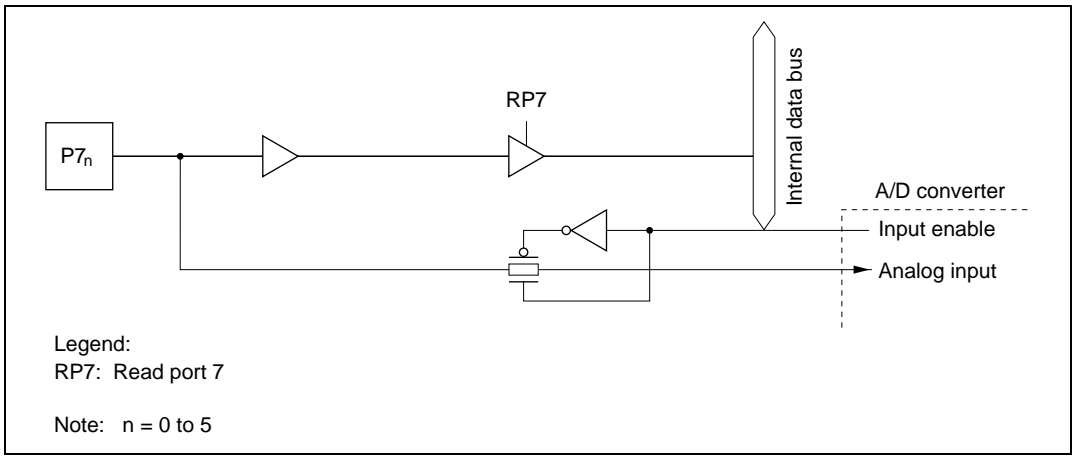 RP7
P7n
Internal data bus
A/D converter
Input enable
Analog input
Legend:
RP7: Read port 7
Note: n = 0 to 5